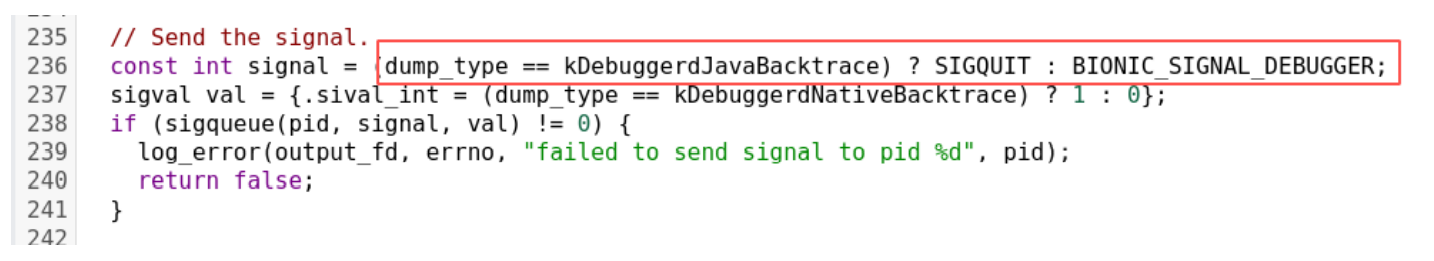 235 // Send the signal.
236 const int signal = (dump_type == kDebuggerdJavaBacktrace) ? SIGQUIT : BIONIC_SIGNAL_DEBUGGER;
237 sigval val = {.sival_int = (dump_type == kDebuggerdNativeBacktrace) ? 1 : 0};
238 if (sigqueue(pid, signal, val) != 0) {
239 log_error(output_fd, errno, "failed to send signal to pid %d", pid);
240 return false;
241 }
242